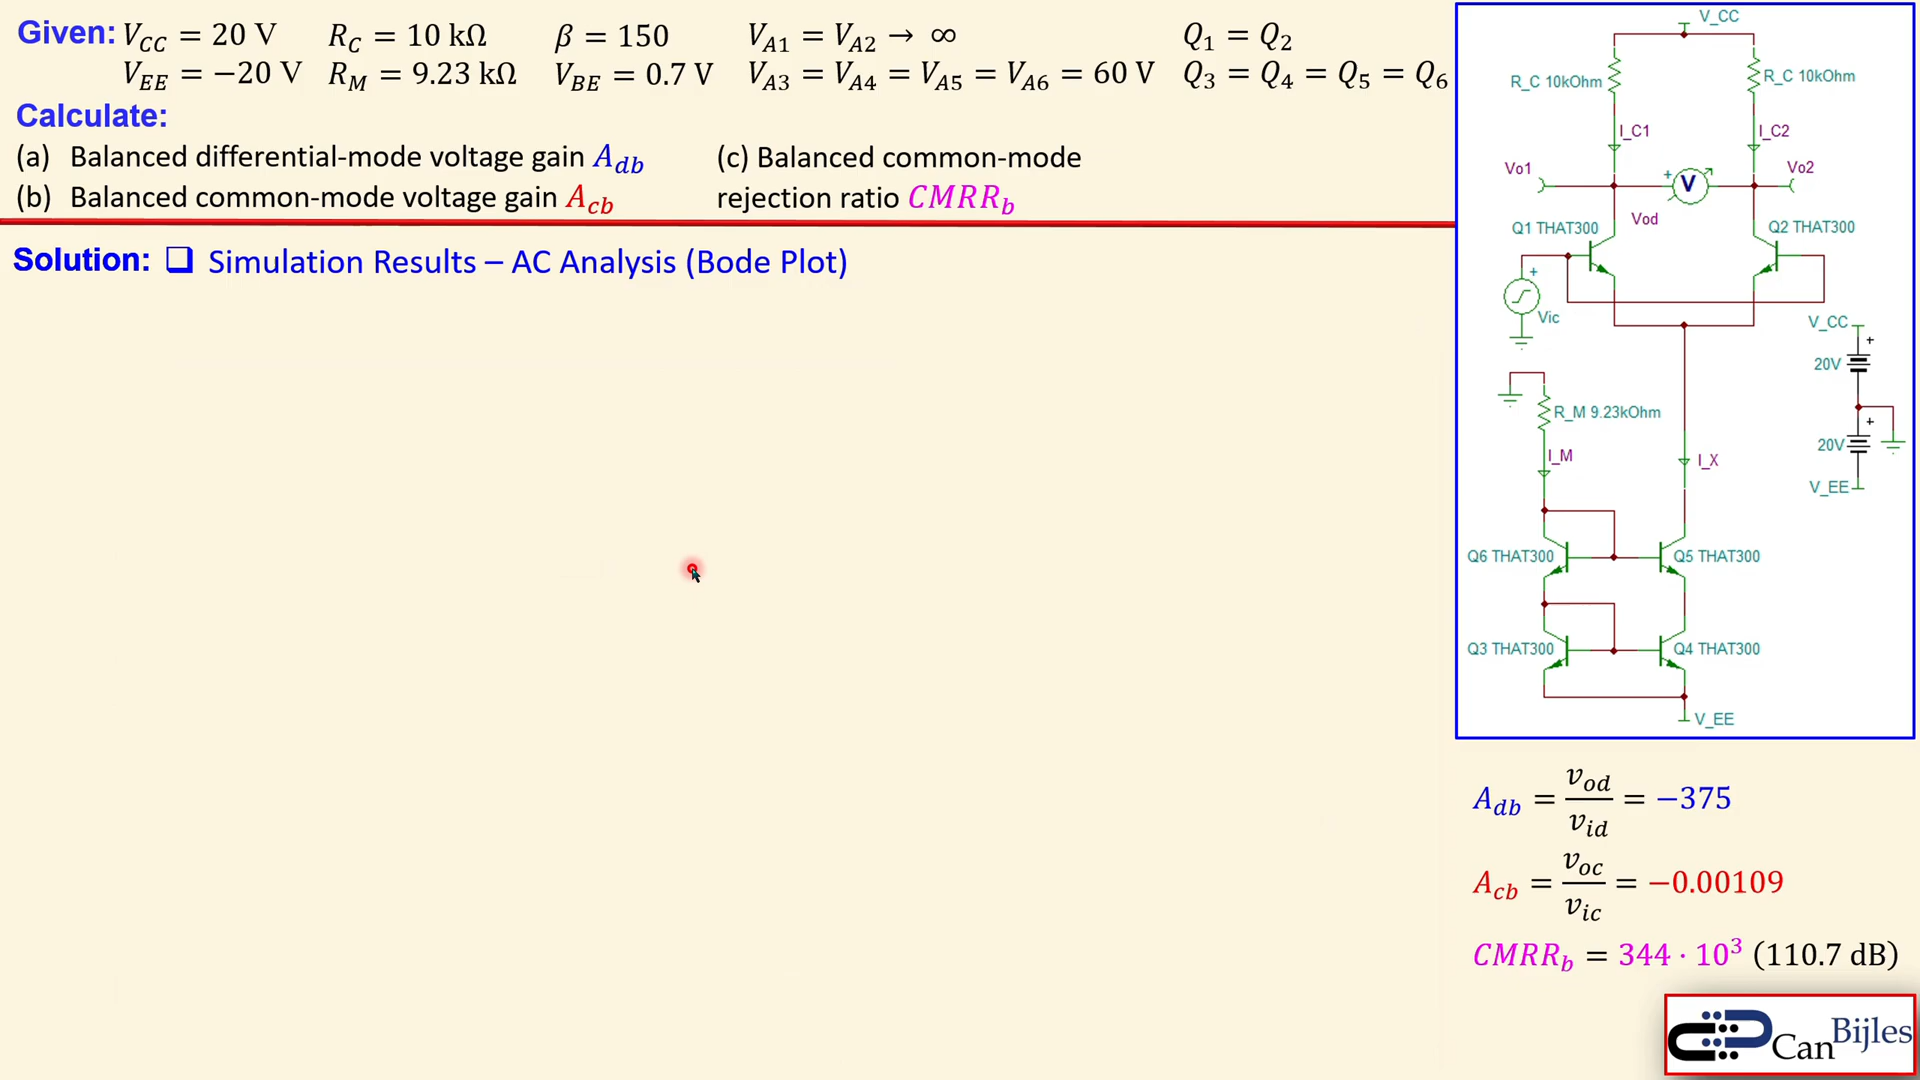 Given: V_CC = 20 V R_C = 10 kΩ β = 150 V_A1 = V_A2 → ∞ Q_1 = Q_2
V_EE = −20 V R_M = 9.23 kΩ V_BE = 0.7 V V_A3 = V_A4 = V_A5 = V_A6 = 60 V Q_3 = Q_4 = Q_5 = Q_6
Calculate:
(a) Balanced differential-mode voltage gain A_db
(b) Balanced common-mode voltage gain A_cb
(c) Balanced common-mode
rejection ratio CMRR_b
Solution: ❑ Simulation Results – AC Analysis (Bode Plot)
V_CC
R_C 10kOhm
R_C 10kOhm
I_C1
I_C2
Vo1
+
V
Vo2
Vod
Q1 THAT300
Q2 THAT300
+
Vic
V_CC
+
20V
R_M 9.23kOhm
+
20V
I_M
I_X
V_EE
Q6 THAT300
Q5 THAT300
Q3 THAT300
Q4 THAT300
V_EE
A_db = v_od / v_id = −375
A_cb = v_oc / v_ic = −0.00109
CMRR_b = 344 · 10^3 (110.7 dB)
CanBijles